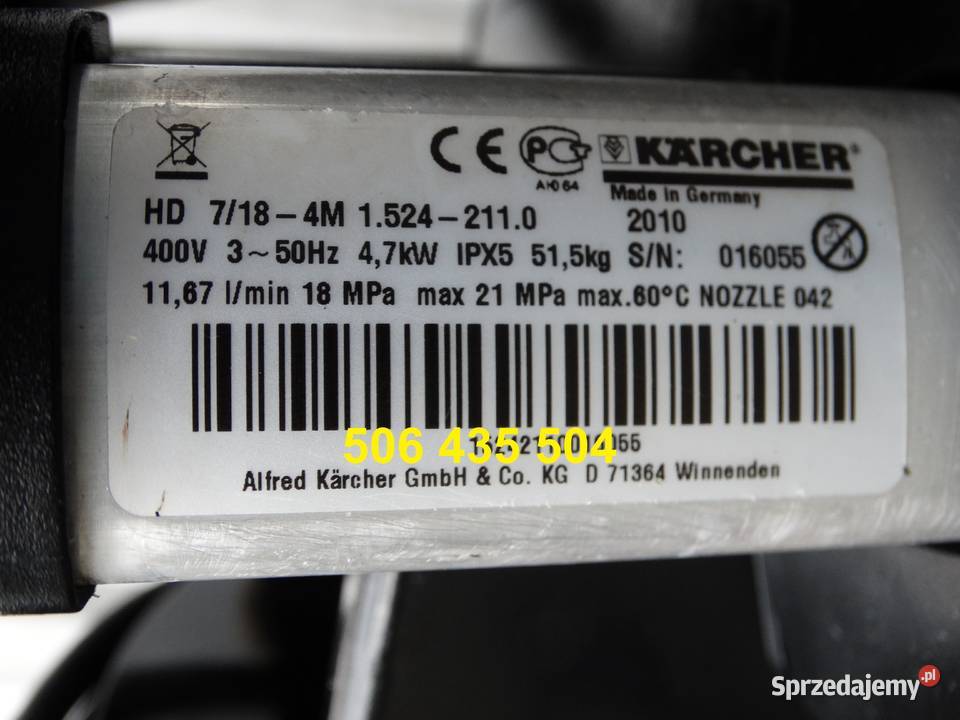 KÄRCHER®
AЮ64
Made in Germany
HD 7/18-4M 1.524-211.0 2010
400V 3~50Hz 4,7kW IPX5 51,5kg S/N: 016055
11,67 l/min 18 MPa max 21 MPa max.60°C NOZZLE 042
506 435 504
Alfred Kärcher GmbH & Co. KG D 71364 Winnenden
Sprzedajemy.pl